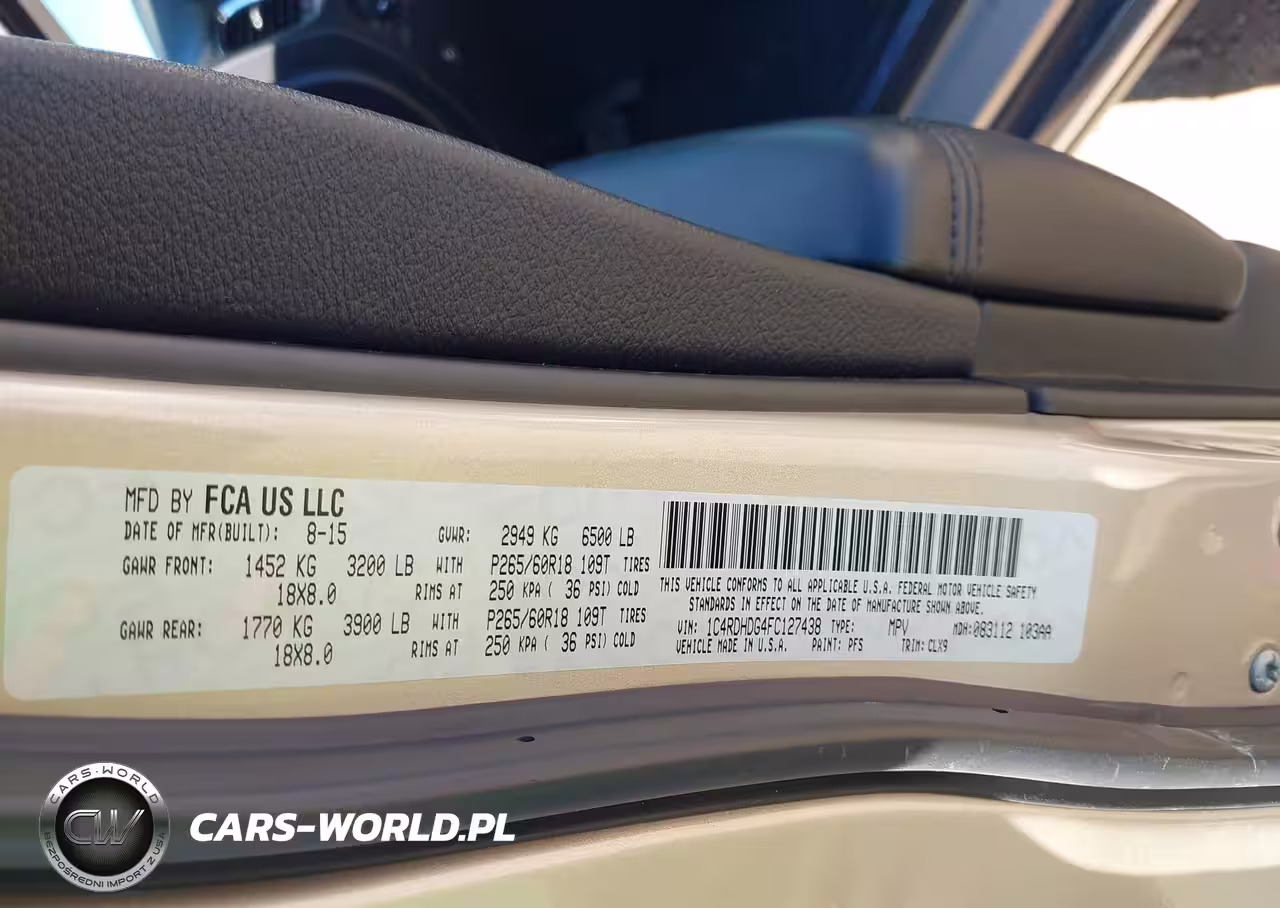 MFD BY FCA US LLC
DATE OF MFR(BUILT): 8-15 GVWR: 2949 KG 6500 LB
GAWR FRONT: 1452 KG 3200 LB WITH P265/60R18 109T TIRES
18X8.0 RIMS AT 250 KPA ( 36 PSI) COLD
GAWR REAR: 1770 KG 3900 LB WITH P265/60R18 109T TIRES
18X8.0 RIMS AT 250 KPA ( 36 PSI) COLD
THIS VEHICLE CONFORMS TO ALL APPLICABLE U.S.A. FEDERAL MOTOR VEHICLE SAFETY
STANDARDS IN EFFECT ON THE DATE OF MANUFACTURE SHOWN ABOVE.
VIN: 1C4RDHDG4FC127438 TYPE: MPV MDH:083112 103AA
VEHICLE MADE IN U.S.A. PAINT: PFS TRIM: CLX9
CARS-WORLD
CW
BEZPOŚREDNI IMPORT Z USA
CARS-WORLD.PL